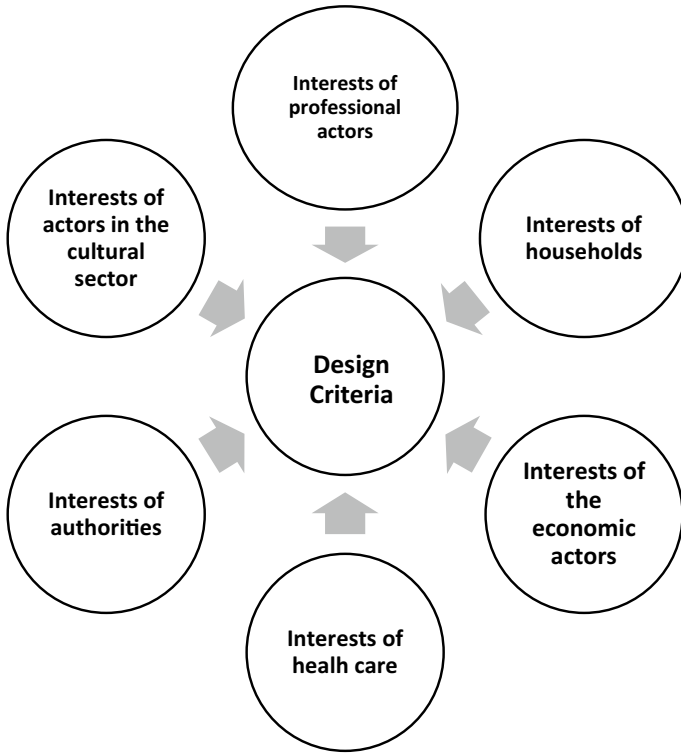 Interests of
professional
actors
Interests of
actors in the
cultural
sector
Interests of
households
Design
Criteria
Interests of
authorities
Interests of
the
economic
actors
Interests of
healh care